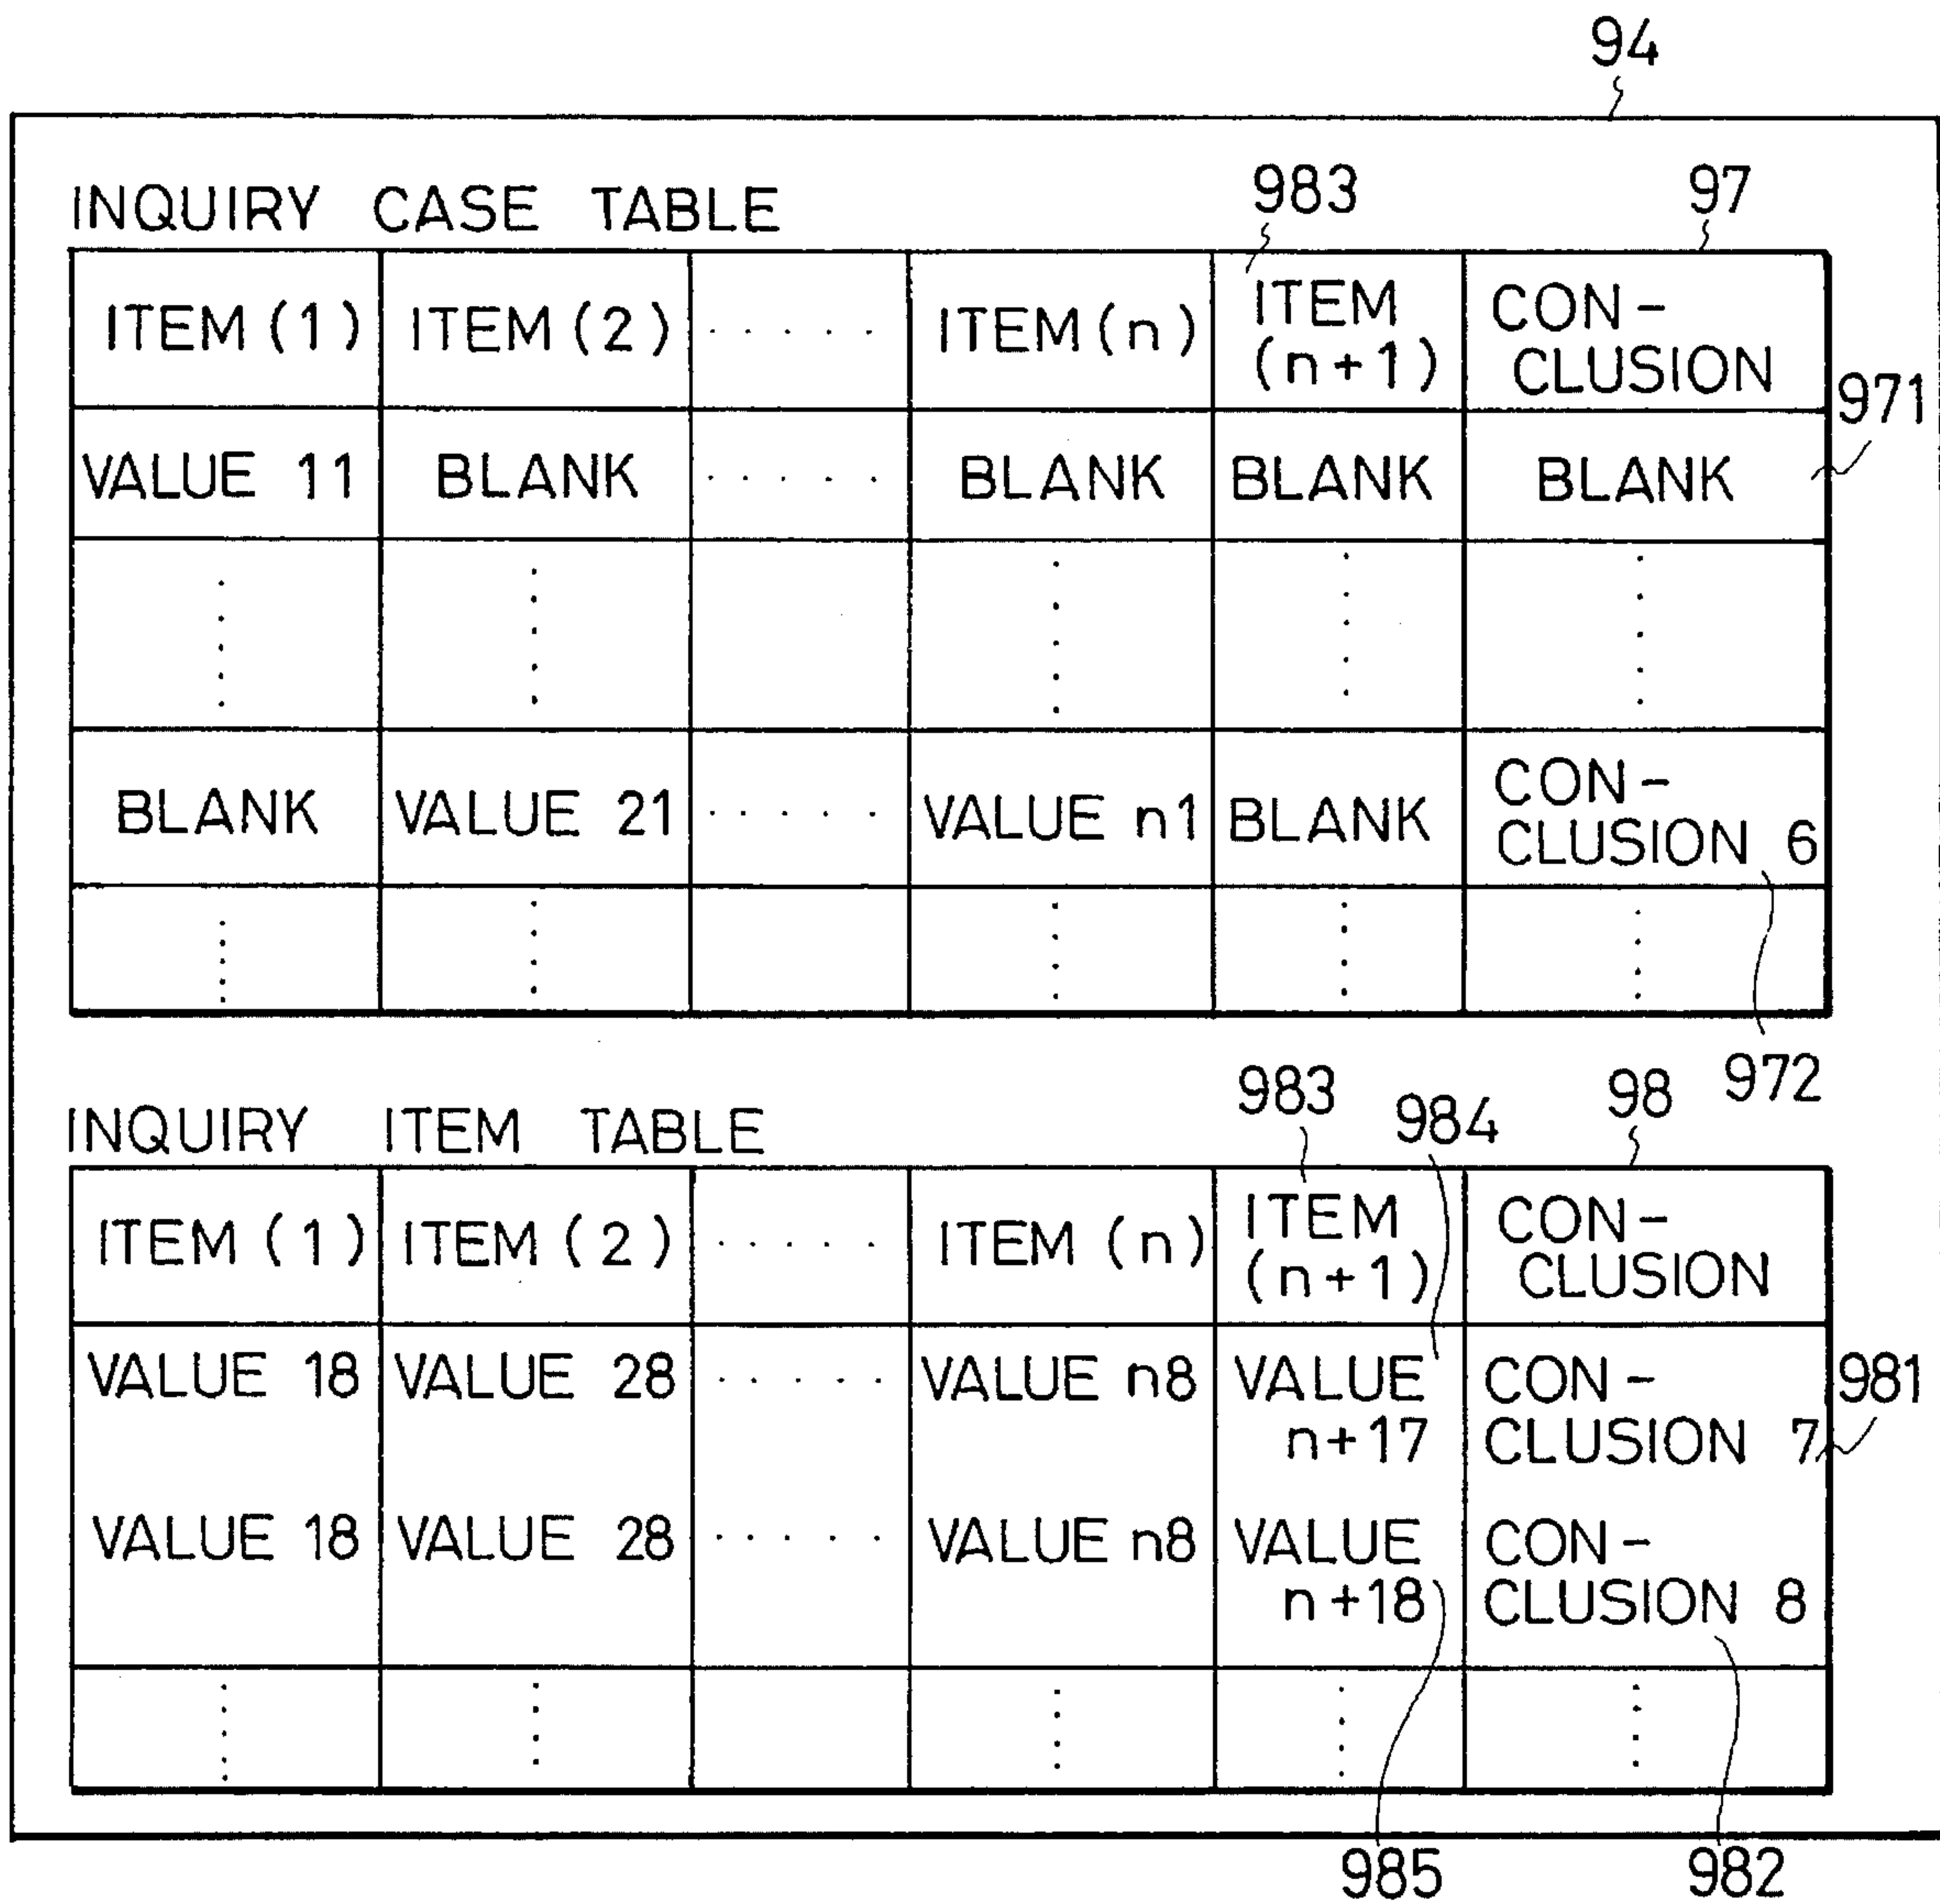 94
INQUIRY CASE TABLE
983
97
ITEM (1) ITEM (2) ..... ITEM (n) ITEM (n+1) CON-CLUSION
971
VALUE 11 BLANK ..... BLANK BLANK BLANK
BLANK VALUE 21 ..... VALUE n1 BLANK CON-CLUSION 6
972
INQUIRY ITEM TABLE
983
984
98
ITEM (1) ITEM (2) ..... ITEM (n) ITEM (n+1) CON-CLUSION
VALUE 18 VALUE 28 ..... VALUE n8 VALUE n+17 CON-CLUSION 7
981
VALUE 18 VALUE 28 ..... VALUE n8 VALUE n+18 CON-CLUSION 8
985
982